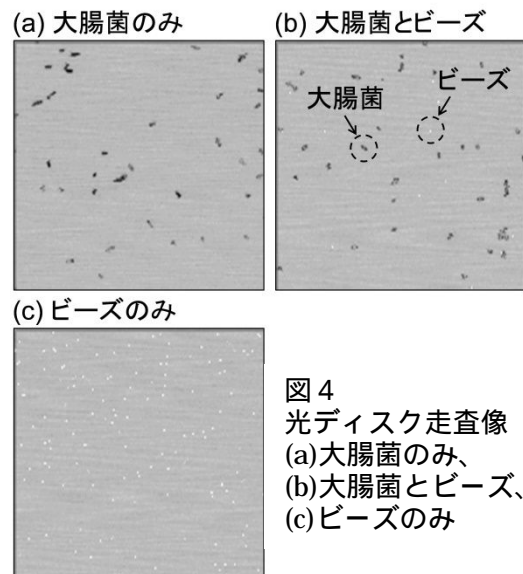 (a) 大腸菌のみ
(b) 大腸菌とビーズ
大腸菌
ビーズ
(c) ビーズのみ
図4
光ディスク走査像
(a)大腸菌のみ、
(b)大腸菌とビーズ、
(c)ビーズのみ